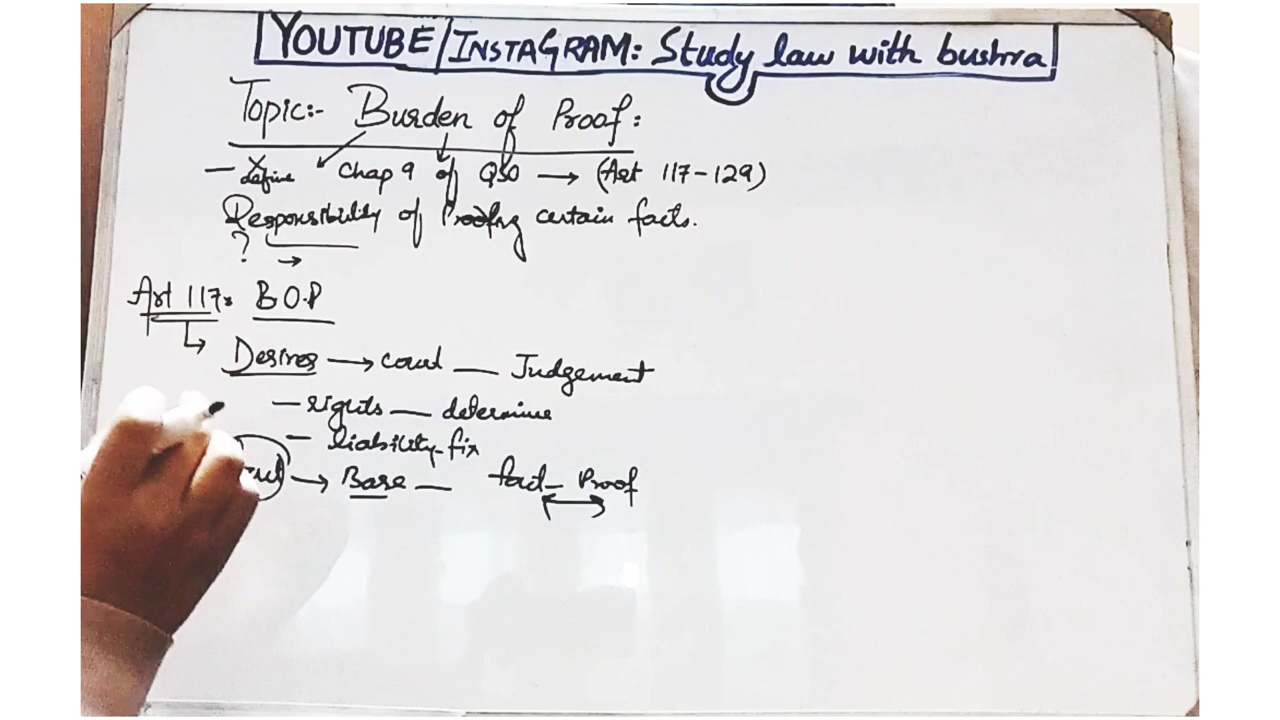 YOUTUBE/INSTAGRAM: Study law with bushra
Topic:- Burden of Proof:
— define Chap 9 of QSO → (Art 117-129)
Responsibility of Proofing certain facts.
? →
Art 117: B.O.P
Desires → court — Judgement
— rights — determine
— liability-fix
→ Base — fact — Proof